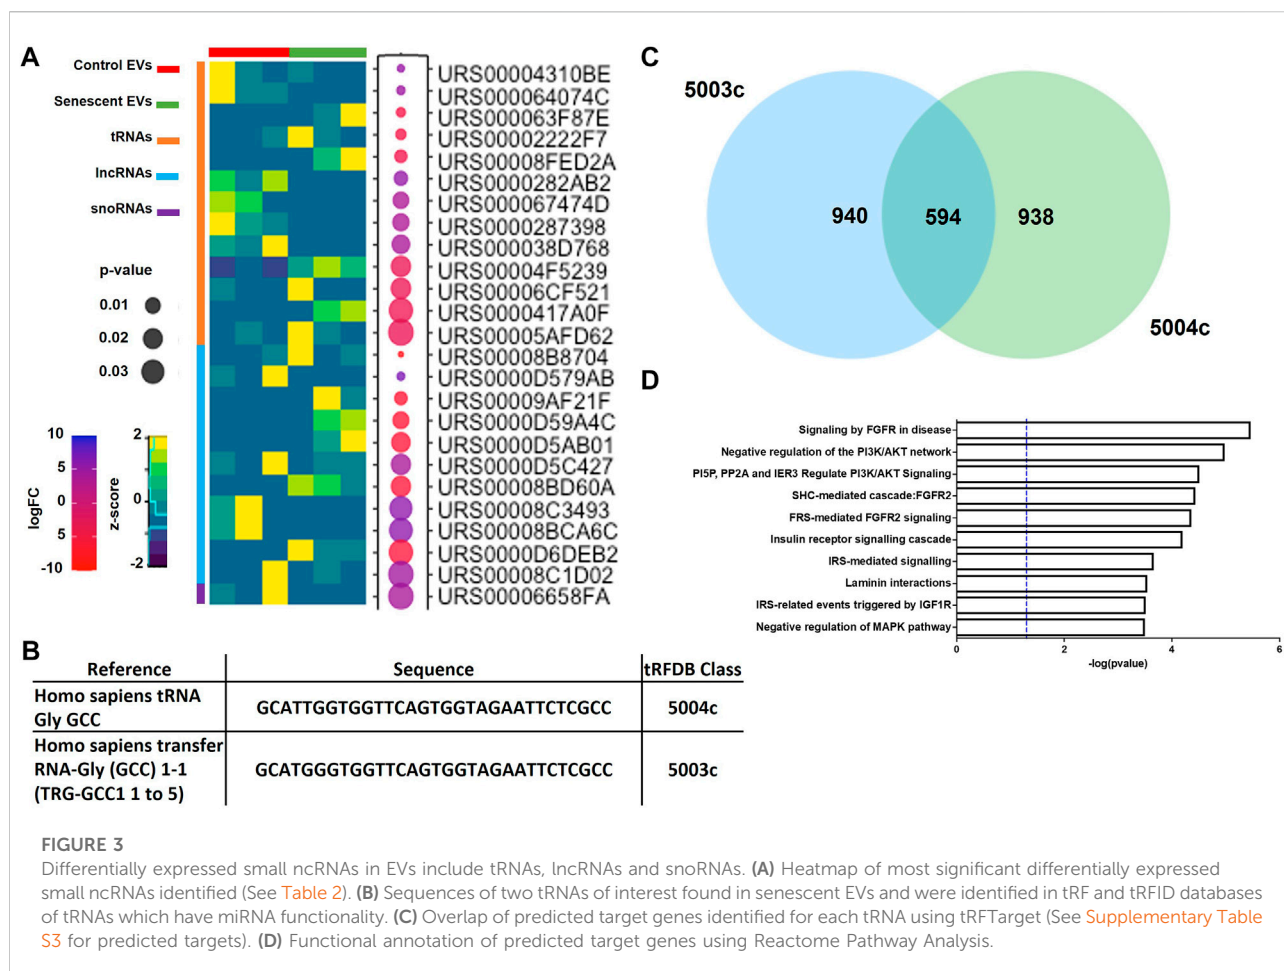 A
Control EVs
Senescent EVs
tRNAs
lncRNAs
snoRNAs
p-value
0.01
0.02
0.03
logFC
10
5
0
5
-10
z-score
2
0
-2
URS00004310BE
URS000064074C
URS000063F87E
URS00002222F7
URS00008FED2A
URS0000282AB2
URS000067474D
URS0000287398
URS000038D768
URS00004F5239
URS00006CF521
URS0000417A0F
URS00005AFD62
URS00008B8704
URS0000D579AB
URS00009AF21F
URS0000D59A4C
URS0000D5AB01
URS0000D5C427
URS00008BD60A
URS00008C3493
URS00008BCA6C
URS0000D6DEB2
URS00008C1D02
URS00006658FA
B
Reference Sequence tRFDB Class
Homo sapiens tRNA
Gly GCC
GCATTGGTGGTTCAGTGGTAGAATTCTCGCC 5004c
Homo sapiens transfer
RNA-Gly (GCC) 1-1
(TRG-GCC1 1 to 5)
GCATGGGTGGTTCAGTGGTAGAATTCTCGCC 5003c
C
5003c
940 594 938
5004c
D
Signaling by FGFR in disease
Negative regulation of the PI3K/AKT network
PI5P, PP2A and IER3 Regulate PI3K/AKT Signaling
SHC-mediated cascade:FGFR2
FRS-mediated FGFR2 signaling
Insulin receptor signalling cascade
IRS-mediated signalling
Laminin interactions
IRS-related events triggered by IGF1R
Negative regulation of MAPK pathway
0 2 4 6
-log(pvalue)
FIGURE 3
Differentially expressed small ncRNAs in EVs include tRNAs, lncRNAs and snoRNAs. (A) Heatmap of most significant differentially expressed
small ncRNAs identified (See Table 2). (B) Sequences of two tRNAs of interest found in senescent EVs and were identified in tRF and tRFID databases
of tRNAs which have miRNA functionality. (C) Overlap of predicted target genes identified for each tRNA using tRFTarget (See Supplementary Table
S3 for predicted targets). (D) Functional annotation of predicted target genes using Reactome Pathway Analysis.